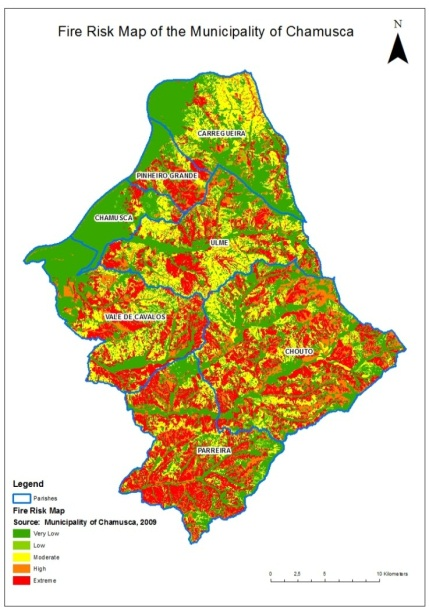 Fire Risk Map of the Municipality of Chamusca
N
CARREGUEIRA
PINHEIRO GRANDE
CHAMUSCA
ULME
VALE DE CAVALOS
CHOUTO
PARREIRA
Legend
Parishes
Fire Risk Map
Source: Municipality of Chamusca, 2009
Very Low
Low
Moderate
High
Extreme
0 2,5 5 10 Kilometers